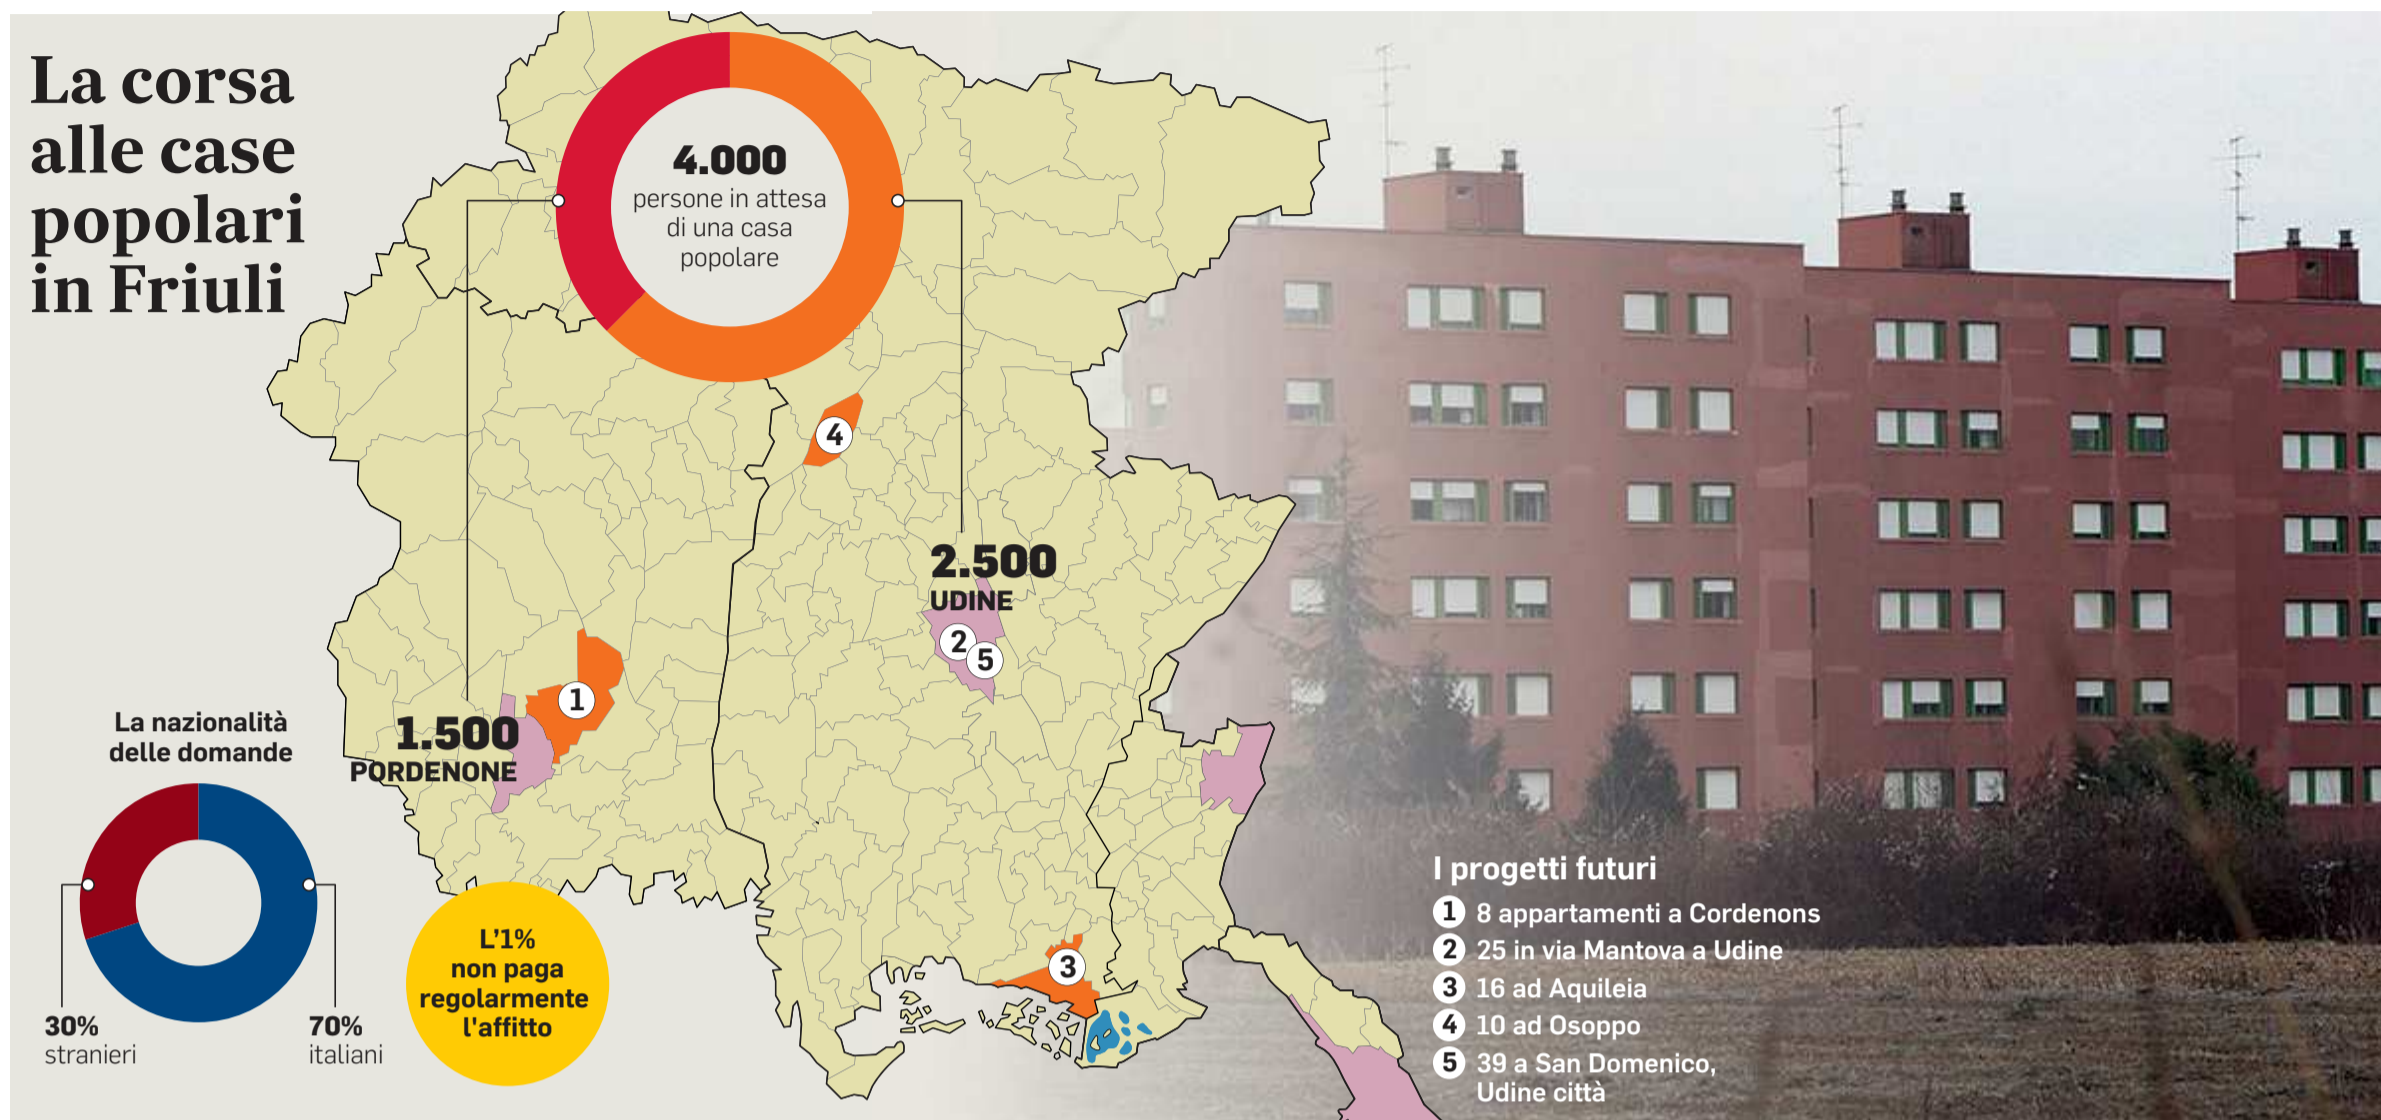 La corsa
alle case
popolari
in Friuli
4.000
persone in attesa
di una casa
popolare
4
2.500
UDINE
2
5
1
1.500
PORDENONE
La nazionalità
delle domande
30%
stranieri
70%
italiani
L'1%
non paga
regolarmente
l'affitto
3
I progetti futuri
1 8 appartamenti a Cordenons
2 25 in via Mantova a Udine
3 16 ad Aquileia
4 10 ad Osoppo
5 39 a San Domenico,
Udine città